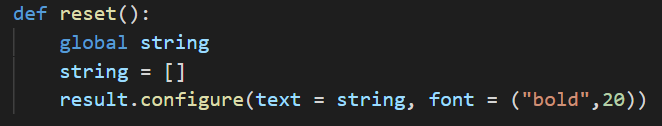 def reset():
    global string
    string = []
    result.configure(text = string, font = ("bold",20))